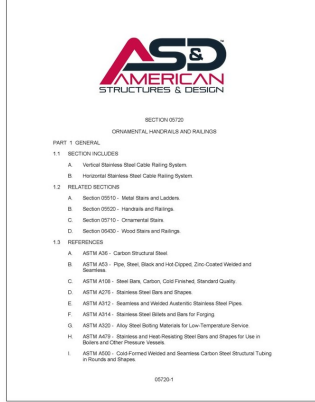 AS&D™
AMERICAN
STRUCTURES & DESIGN
SECTION 05720
ORNAMENTAL HANDRAILS AND RAILINGS
PART 1 GENERAL
1.1 SECTION INCLUDES
A. Vertical Stainless Steel Cable Railing System.
B. Horizontal Stainless Steel Cable Railing System.
1.2 RELATED SECTIONS
A. Section 05510 - Metal Stairs and Ladders.
B. Section 05520 - Handrails and Railings.
C. Section 05710 - Ornamental Stairs.
D. Section 06430 - Wood Stairs and Railings.
1.3 REFERENCES
A. ASTM A36 - Carbon Structural Steel.
B. ASTM A53 - Pipe, Steel, Black and Hot-Dipped, Zinc-Coated Welded and
Seamless.
C. ASTM A108 - Steel Bars, Carbon, Cold Finished, Standard Quality.
D. ASTM A276 - Stainless Steel Bars and Shapes.
E. ASTM A312 - Seamless and Welded Austenitic Stainless Steel Pipes.
F. ASTM A314 - Stainless Steel Billets and Bars for Forging.
G. ASTM A320 - Alloy Steel Bolting Materials for Low-Temperature Service.
H. ASTM A479 - Stainless and Heat-Resisting Steel Bars and Shapes for Use in
Boilers and Other Pressure Vessels.
I. ASTM A500 - Cold-Formed Welded and Seamless Carbon Steel Structural Tubing
in Rounds and Shapes
05720-1